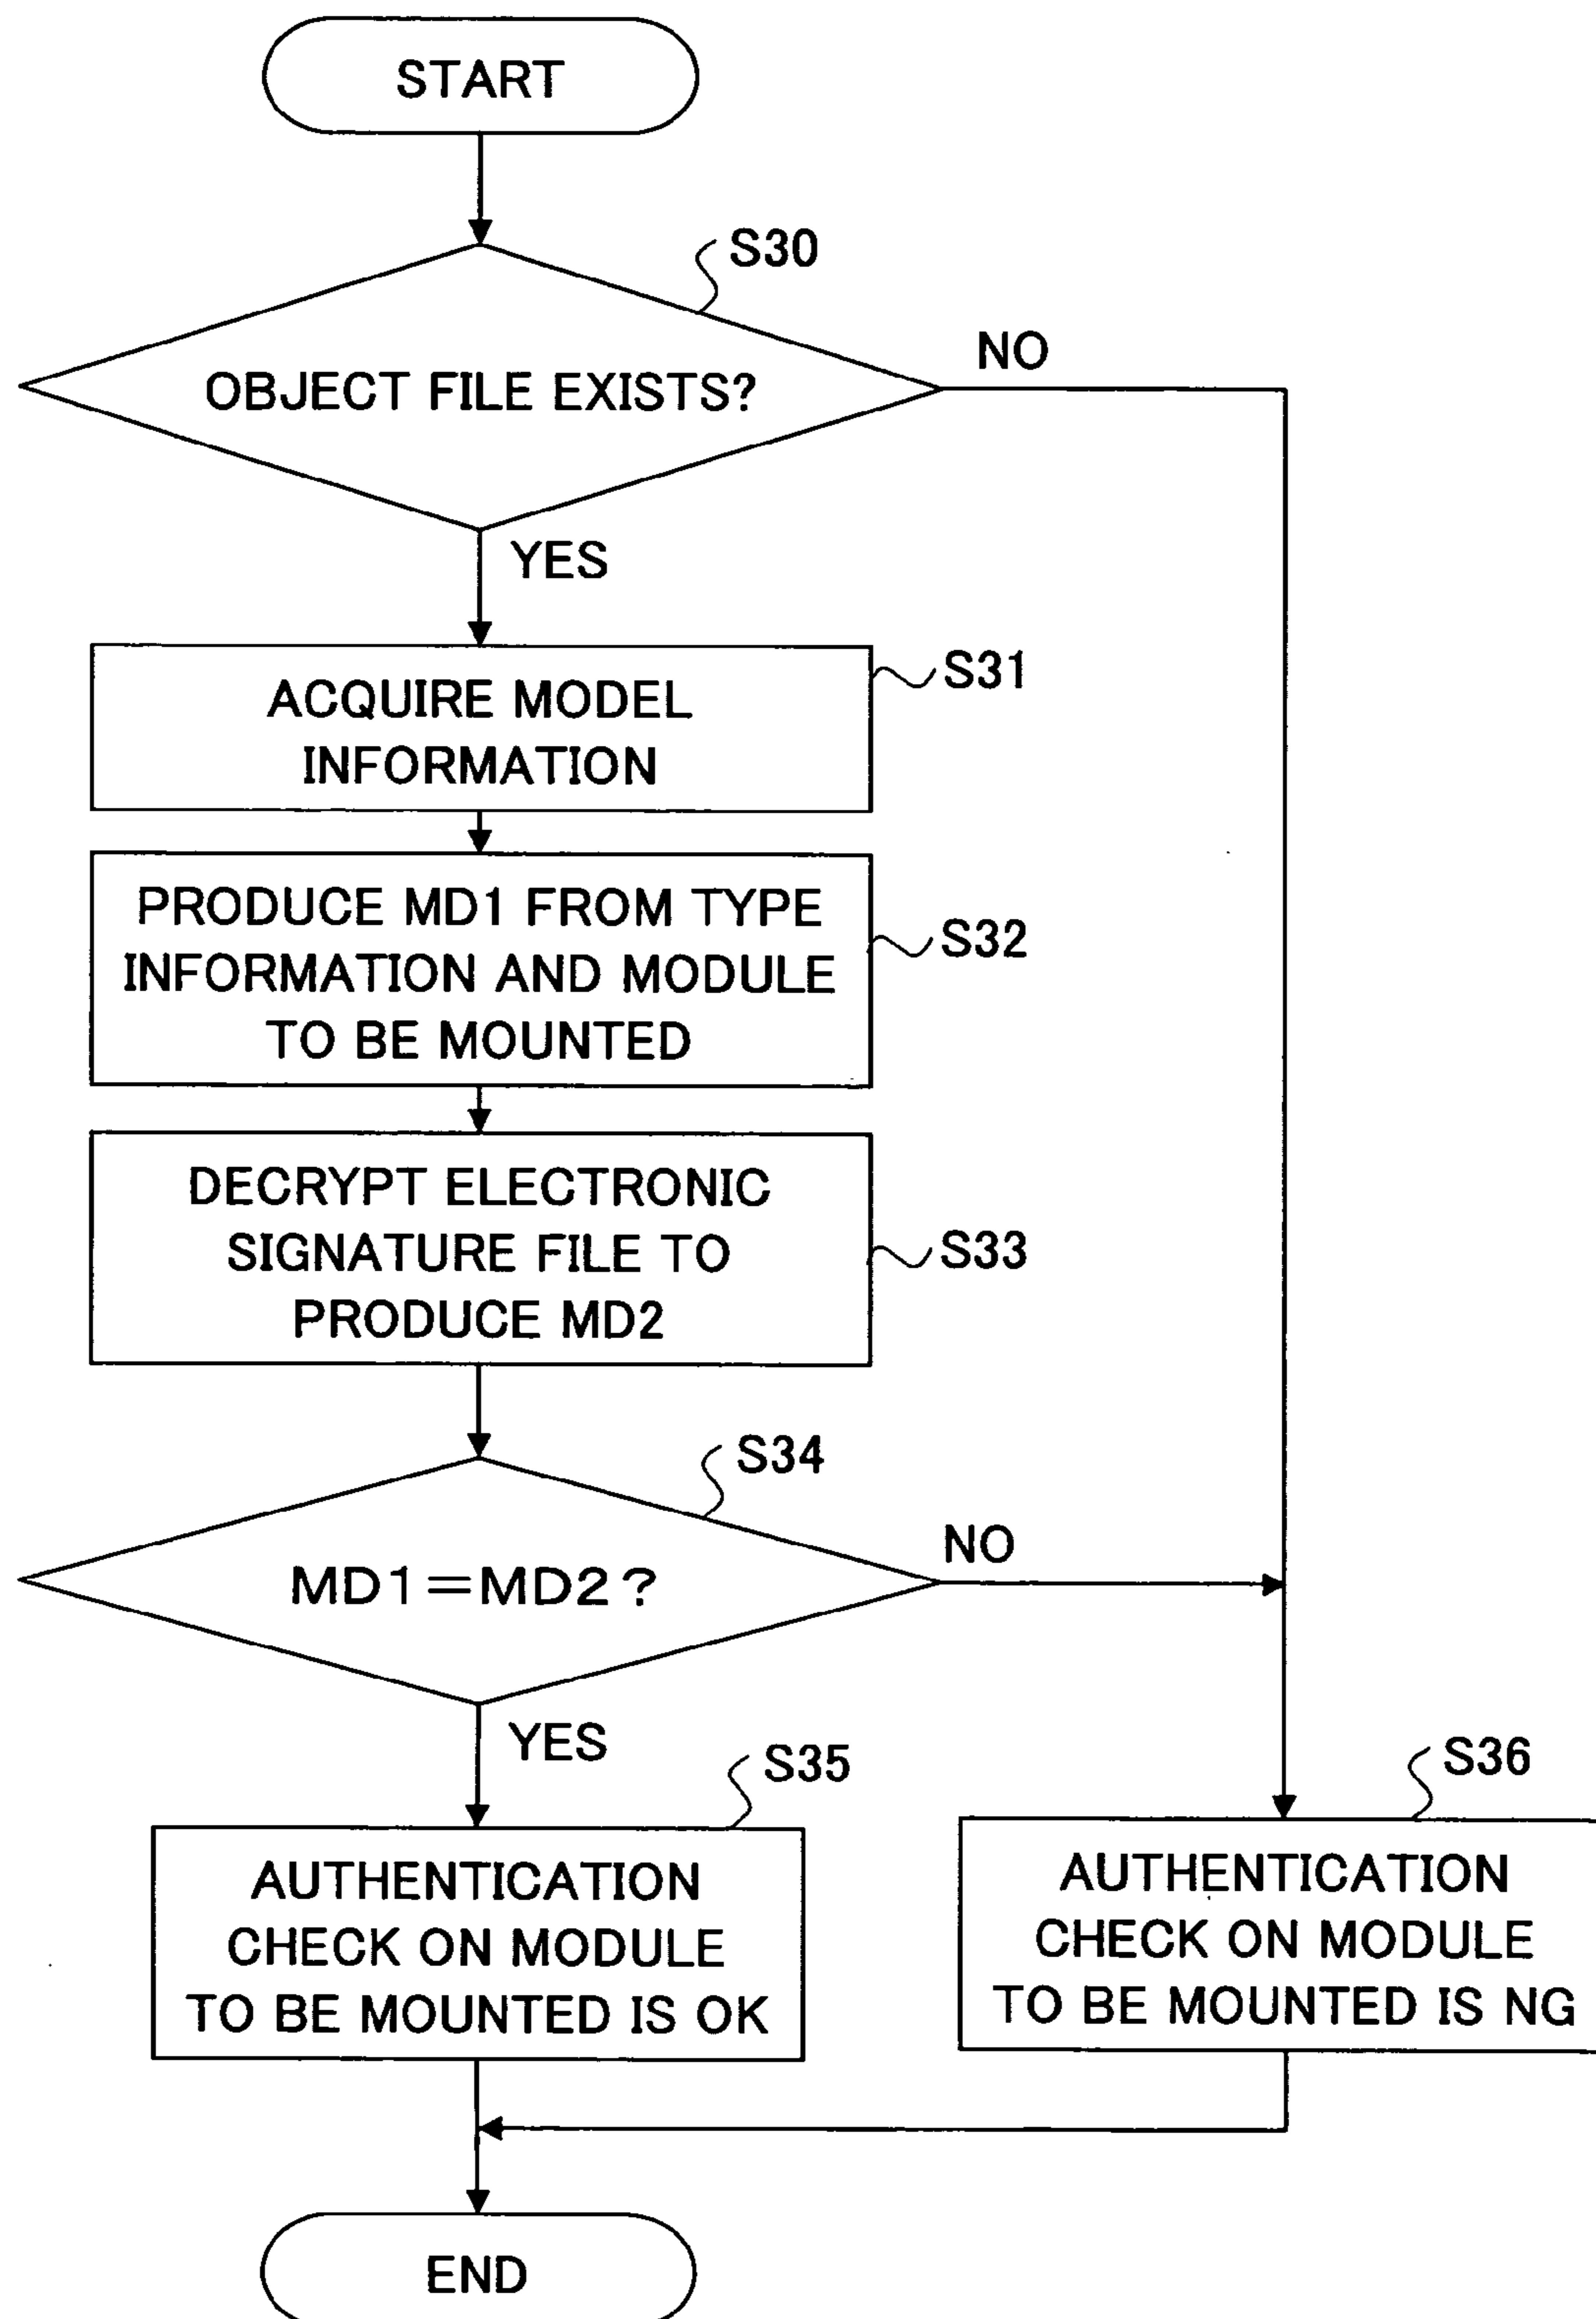 START
S30
OBJECT FILE EXISTS?
NO
YES
S31
ACQUIRE MODEL
INFORMATION
PRODUCE MD1 FROM TYPE
INFORMATION AND MODULE
TO BE MOUNTED
S32
DECRYPT ELECTRONIC
SIGNATURE FILE TO
PRODUCE MD2
S33
S34
MD1=MD2?
NO
YES
S35
AUTHENTICATION
CHECK ON MODULE
TO BE MOUNTED IS OK
S36
AUTHENTICATION
CHECK ON MODULE
TO BE MOUNTED IS NG
END